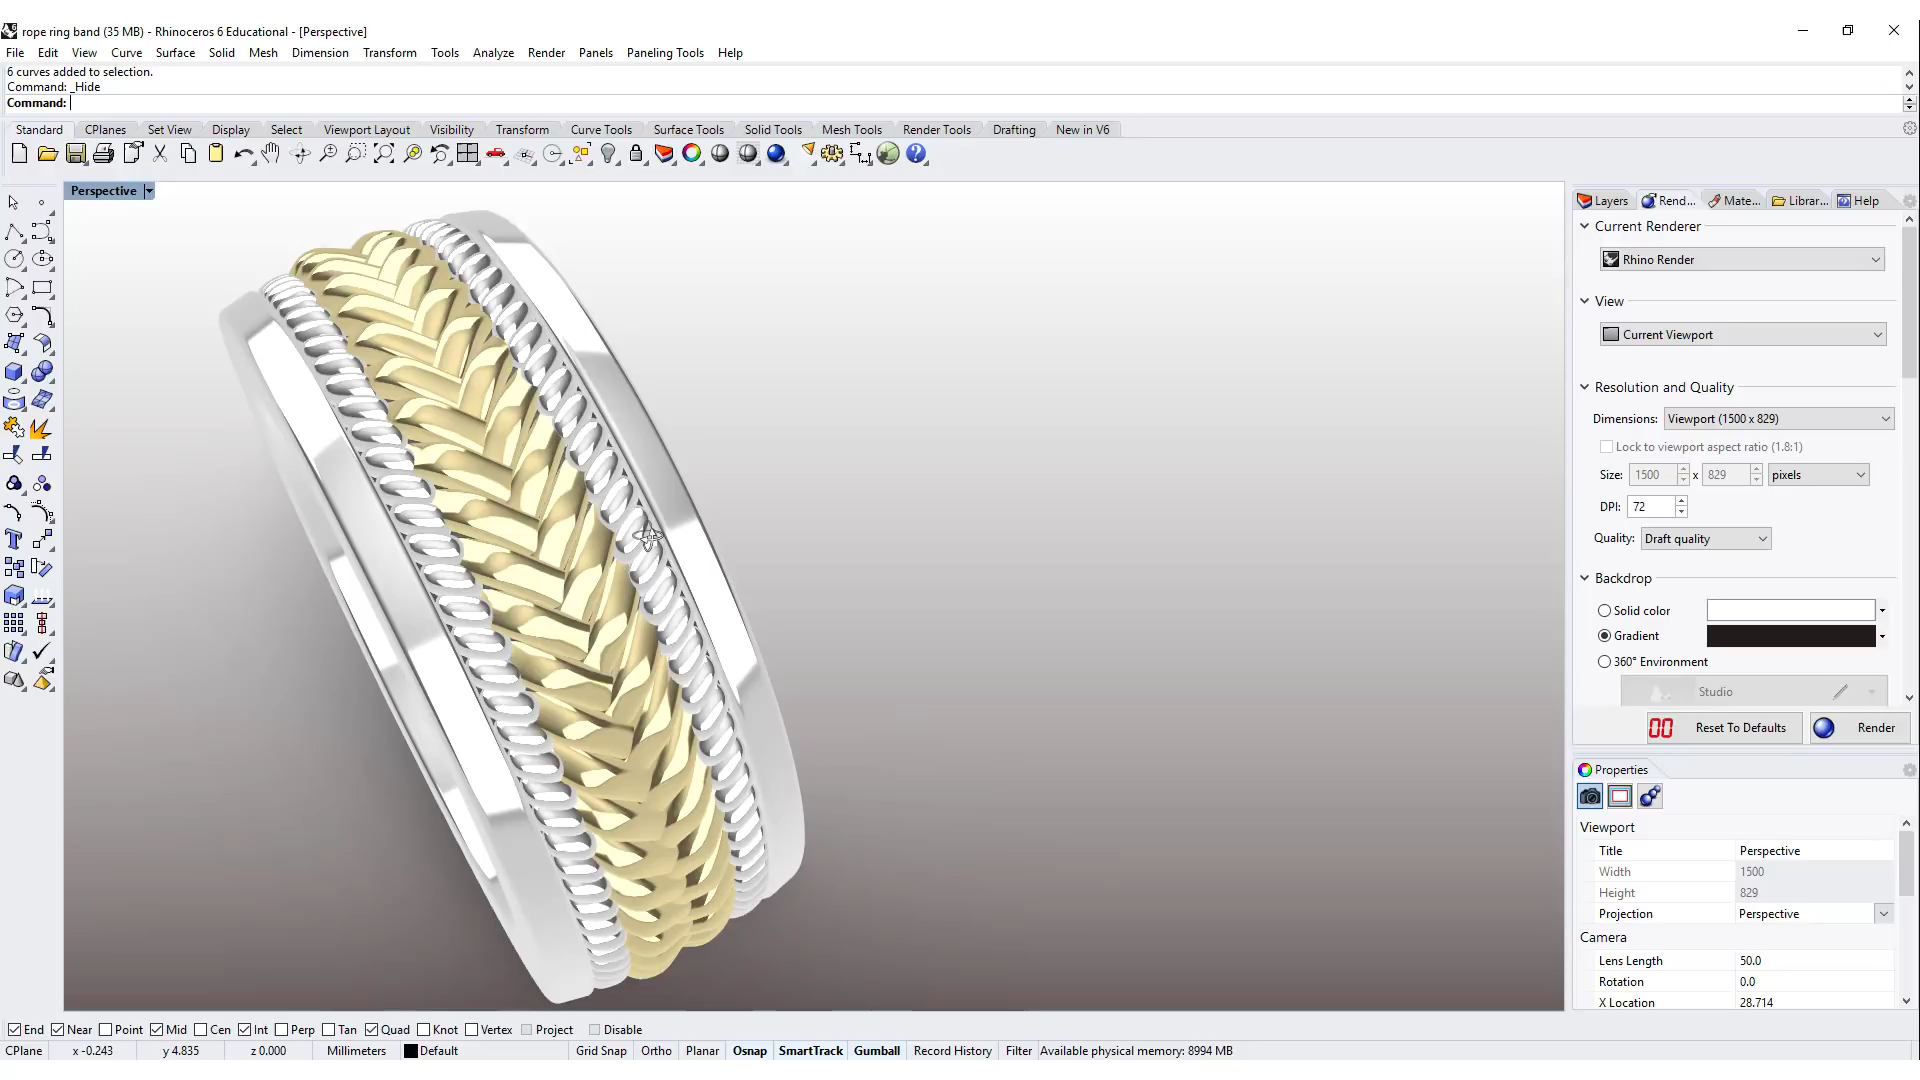 rope ring band (35 MB) - Rhinoceros 6 Educational - [Perspective]
File Edit View Curve Surface Solid Mesh Dimension Transform Tools Analyze Render Panels Paneling Tools Help
6 curves added to selection.
Command: _Hide
Command:
Standard CPlanes Set View Display Select Viewport Layout Visibility Transform Curve Tools Surface Tools Solid Tools Mesh Tools Render Tools Drafting New in V6
Perspective
Layers Rend... Mate... Librar... Help
Current Renderer
Rhino Render
View
Current Viewport
Resolution and Quality
Dimensions: Viewport (1500 x 829)
Lock to viewport aspect ratio (1.8:1)
Size: 1500 x 829 pixels
DPI: 72
Quality: Draft quality
Backdrop
Solid color
Gradient
360° Environment
Studio
Reset To Defaults Render
Properties
Viewport
Title Perspective
Width 1500
Height 829
Projection Perspective
Camera
Lens Length 50.0
Rotation 0.0
X Location 28.714
End Near Point Mid Cen Int Perp Tan Quad Knot Vertex Project Disable
CPlane x -0.243 y 4.835 z 0.000 Millimeters Default Grid Snap Ortho Planar Osnap SmartTrack Gumball Record History Filter Available physical memory: 8994 MB